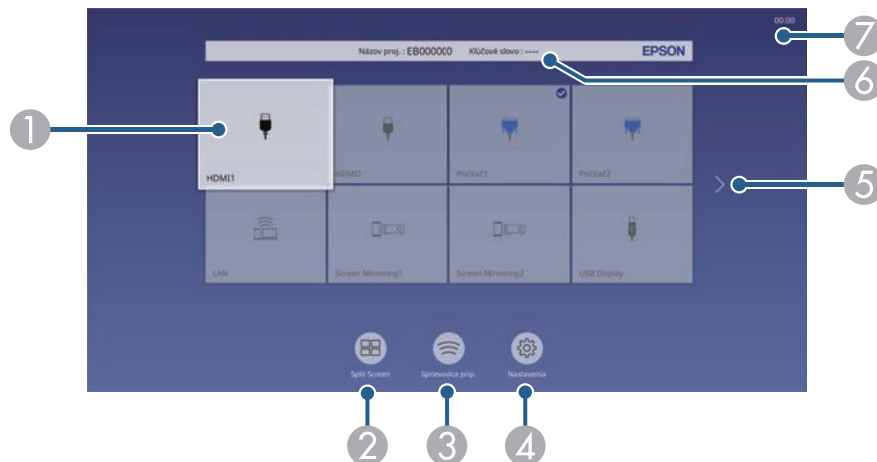 00:00
7
Názov proj. : EB000000 Kľúčové slovo : ---- EPSON
6
1
HDMI1 HDMI2 Počítač1 Počítač2
5
LAN Screen Mirroring1 Screen Mirroring2 USB Display
Split Screen Sprievodca prip. Nastavenia
2 3 4